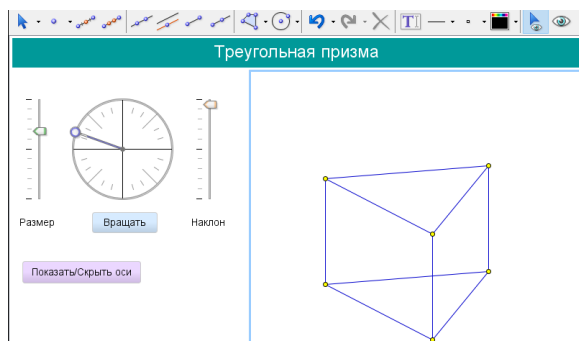 T
Треугольная призма
Размер
Вращать
Наклон
Показать/Скрыть оси